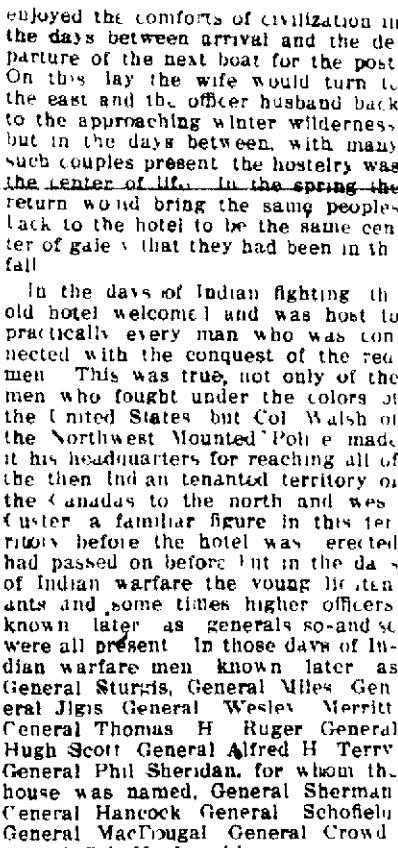 enjoyed the comforts of civilization in
the days between arrival and the de
parture of the next boat for the post
On this lay the wife would turn to
the east and the officer husband back
to the approaching winter wilderness
but in the days between, with many
such couples present the hostelry was
the center of life. In the spring the
return would bring the same peoples
back to the hotel to be the same cen
ter of that they had been in th
fall
In the days of Indian fighting th
old hotel welcomed and was host to
practically every man who was con
nected with the conquest of the red
men This was true, not only of the
men who fought under the colors of
the United States but Col Walsh of
the Northwest Mounted Police made
it his headquarters for reaching all of
the then Indian tenanted territory of
the Canadas to the north and wes
Custer a familiar figure in this ter
ritory before the hotel was erected
had passed on before but in the da s
of Indian warfare the young lieuten
ants and some times higher officers
known later as generals so-and so
were all present In those days of In-
dian warfare men known later as
General Sturgis, General Miles Gen
eral General Wesley Merritt
General Thomas H Ruger General
Hugh Scott General Alfred H Terry
General Phil Sheridan. for whom the
house was named, General Sherman
General Hancock General Schofield
General MacDougal General Crowd